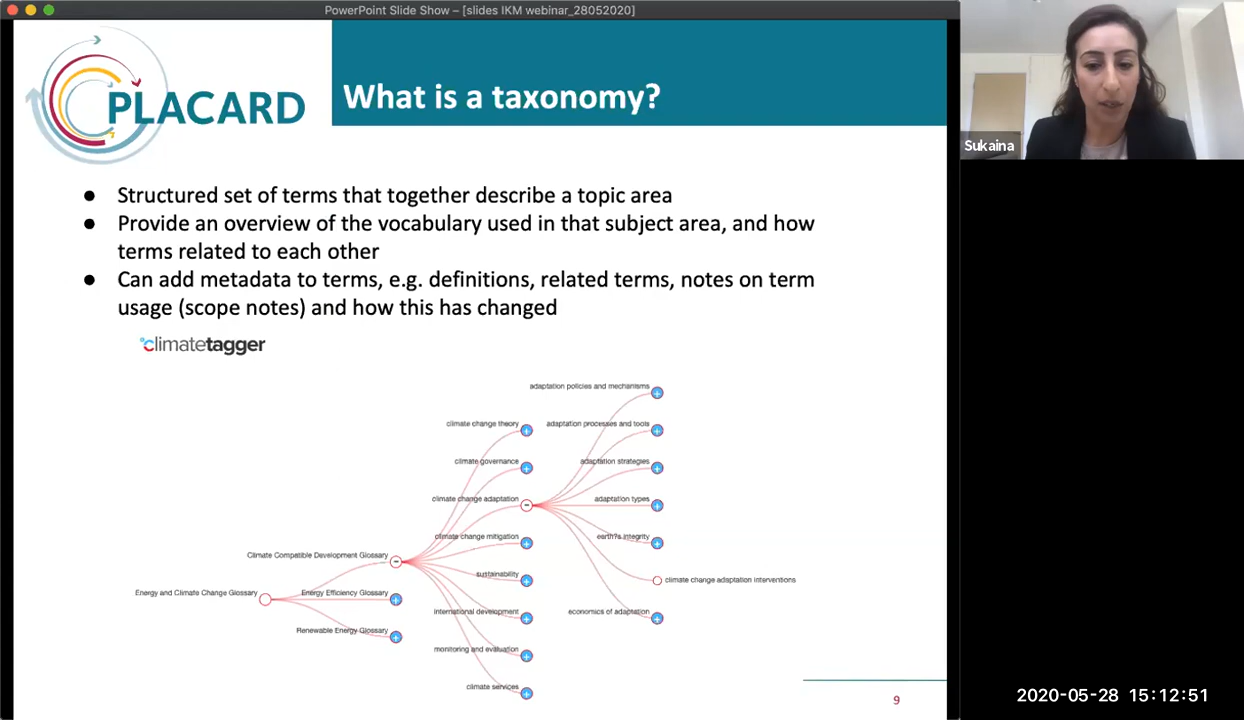 PowerPoint Slide Show – [slides IKM webinar_28052020]
PLACARD
What is a taxonomy?
Sukaina
● Structured set of terms that together describe a topic area
● Provide an overview of the vocabulary used in that subject area, and how
terms related to each other
● Can add metadata to terms, e.g. definitions, related terms, notes on term
usage (scope notes) and how this has changed
climatetagger
adaptation policies and mechanisms
climate change theory
adaptation processes and tools
climate governance
adaptation strategies
climate change adaptation
adaptation types
climate change mitigation
earth?s integrity
Climate Compatible Development Glossary
sustainability
climate change adaptation interventions
Energy and Climate Change Glossary
Energy Efficiency Glossary
international development
economics of adaptation
Renewable Energy Glossary
monitoring and evaluation
climate services
9
2020-05-28 15:12:51